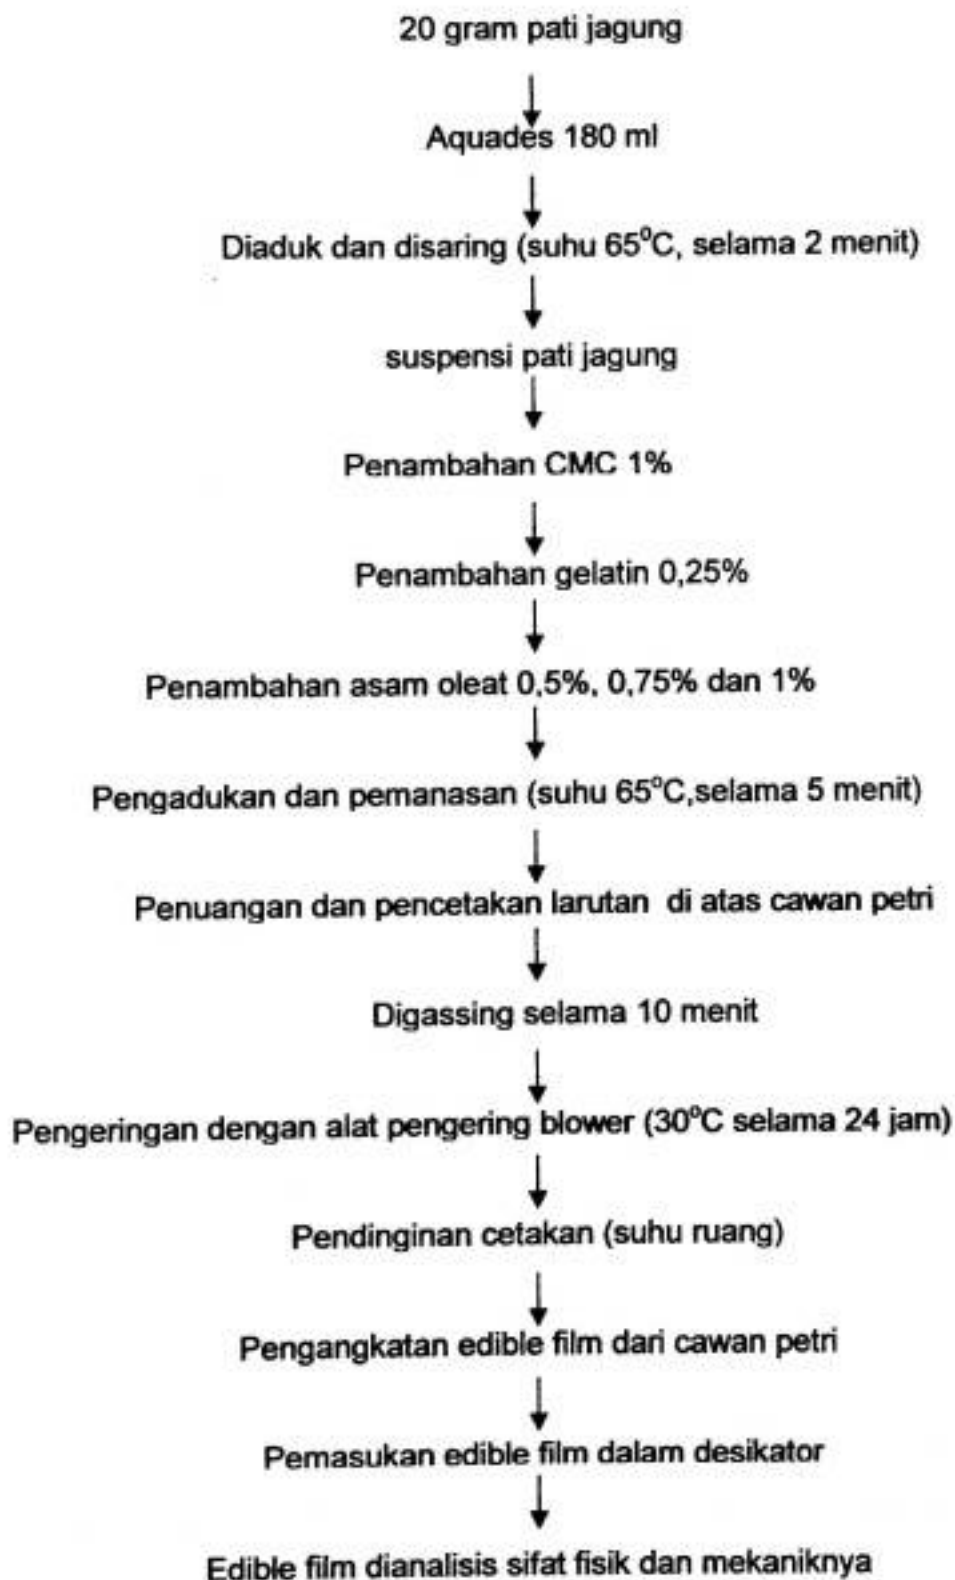 20 gram pati jagung
Aquades 180 ml
Diaduk dan disaring (suhu 65⁰C, selama 2 menit)
suspensi pati jagung
Penambahan CMC 1%
Penambahan gelatin 0,25%
Penambahan asam oleat 0,5%, 0,75% dan 1%
Pengadukan dan pemanasan (suhu 65⁰C,selama 5 menit)
Penuangan dan pencetakan larutan di atas cawan petri
Digassing selama 10 menit
Pengeringan dengan alat pengering blower (30⁰C selama 24 jam)
Pendinginan cetakan (suhu ruang)
Pengangkatan edible film dari cawan petri
Pemasukan edible film dalam desikator
Edible film dianalisis sifat fisik dan mekaniknya